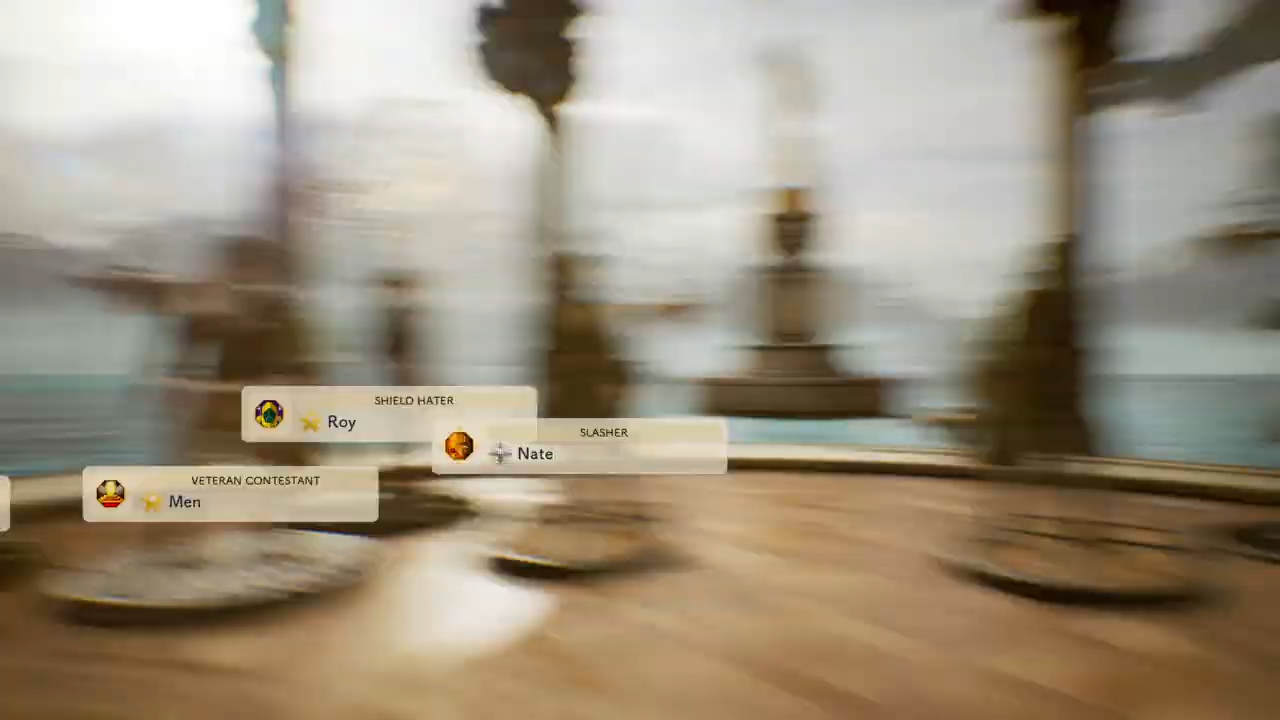 SHIELD HATER
Roy
SLASHER
Nate
VETERAN CONTESTANT
Men